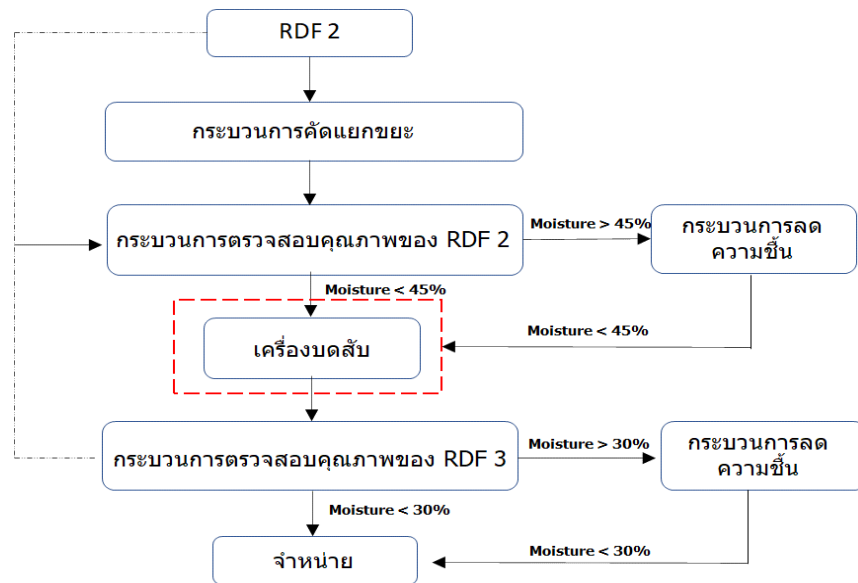 RDF 2
กระบวนการคัดแยกขยะ
กระบวนการตรวจสอบคุณภาพของ RDF 2
Moisture > 45%
กระบวนการลด
ความชื้น
Moisture < 45%
เครื่องบดสับ
Moisture < 45%
กระบวนการตรวจสอบคุณภาพของ RDF 3
Moisture > 30%
กระบวนการลด
ความชื้น
Moisture < 30%
จำหน่าย
Moisture < 30%